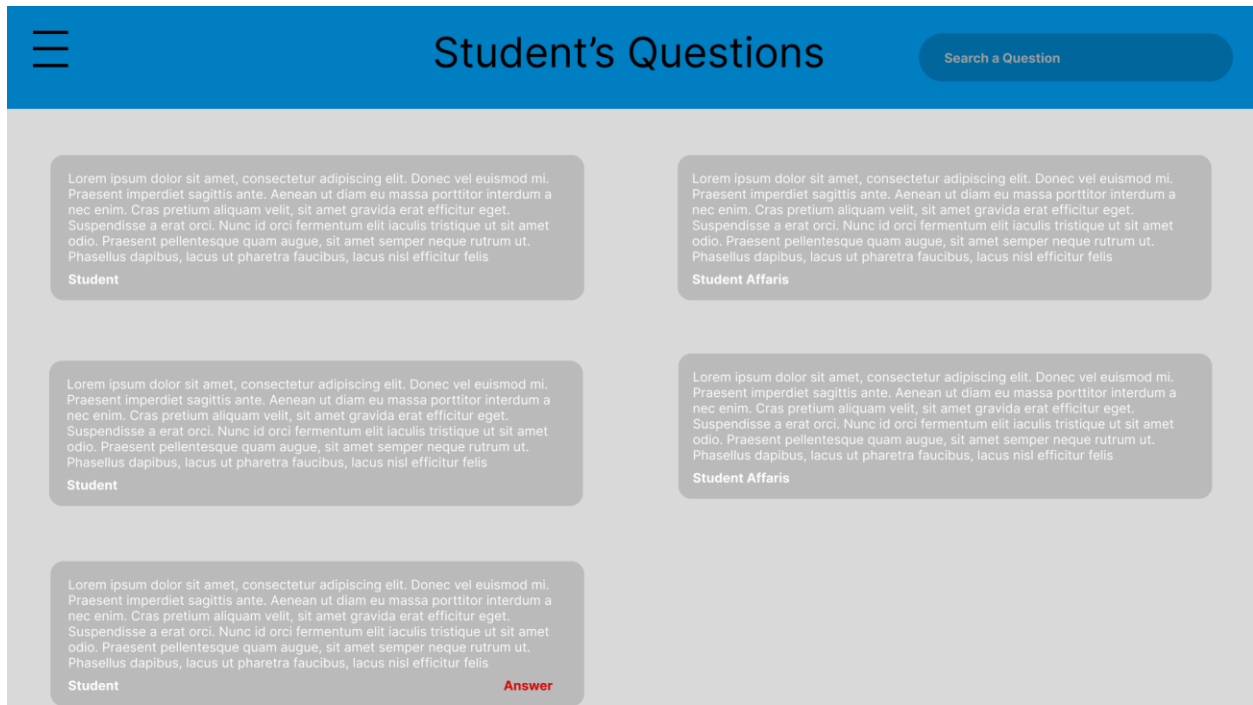 Student's Questions
Search a Question
Lorem ipsum dolor sit amet, consectetur adipiscing elit. Donec vel euismod mi.
Praesent imperdiet sagittis ante. Aenean ut diam eu massa porttitor interdum a
nec enim. Cras pretium aliquam velit, sit amet gravida erat efficitur eget.
Suspendisse a erat orci. Nunc id orci fermentum elit iaculis tristique ut sit amet
odio. Praesent pellentesque quam augue, sit amet semper neque rutrum ut.
Phasellus dapibus, lacus ut pharetra faucibus, lacus nisl efficitur felis
Student
Lorem ipsum dolor sit amet, consectetur adipiscing elit. Donec vel euismod mi.
Praesent imperdiet sagittis ante. Aenean ut diam eu massa porttitor interdum a
nec enim. Cras pretium aliquam velit, sit amet gravida erat efficitur eget.
Suspendisse a erat orci. Nunc id orci fermentum elit iaculis tristique ut sit amet
odio. Praesent pellentesque quam augue, sit amet semper neque rutrum ut.
Phasellus dapibus, lacus ut pharetra faucibus, lacus nisl efficitur felis
Student Affaris
Lorem ipsum dolor sit amet, consectetur adipiscing elit. Donec vel euismod mi.
Praesent imperdiet sagittis ante. Aenean ut diam eu massa porttitor interdum a
nec enim. Cras pretium aliquam velit, sit amet gravida erat efficitur eget.
Suspendisse a erat orci. Nunc id orci fermentum elit iaculis tristique ut sit amet
odio. Praesent pellentesque quam augue, sit amet semper neque rutrum ut.
Phasellus dapibus, lacus ut pharetra faucibus, lacus nisl efficitur felis
Student
Lorem ipsum dolor sit amet, consectetur adipiscing elit. Donec vel euismod mi.
Praesent imperdiet sagittis ante. Aenean ut diam eu massa porttitor interdum a
nec enim. Cras pretium aliquam velit, sit amet gravida erat efficitur eget.
Suspendisse a erat orci. Nunc id orci fermentum elit iaculis tristique ut sit amet
odio. Praesent pellentesque quam augue, sit amet semper neque rutrum ut.
Phasellus dapibus, lacus ut pharetra faucibus, lacus nisl efficitur felis
Student Affaris
Lorem ipsum dolor sit amet, consectetur adipiscing elit. Donec vel euismod mi.
Praesent imperdiet sagittis ante. Aenean ut diam eu massa porttitor interdum a
nec enim. Cras pretium aliquam velit, sit amet gravida erat efficitur eget.
Suspendisse a erat orci. Nunc id orci fermentum elit iaculis tristique ut sit amet
odio. Praesent pellentesque quam augue, sit amet semper neque rutrum ut.
Phasellus dapibus, lacus ut pharetra faucibus, lacus nisl efficitur felis
Student
Answer